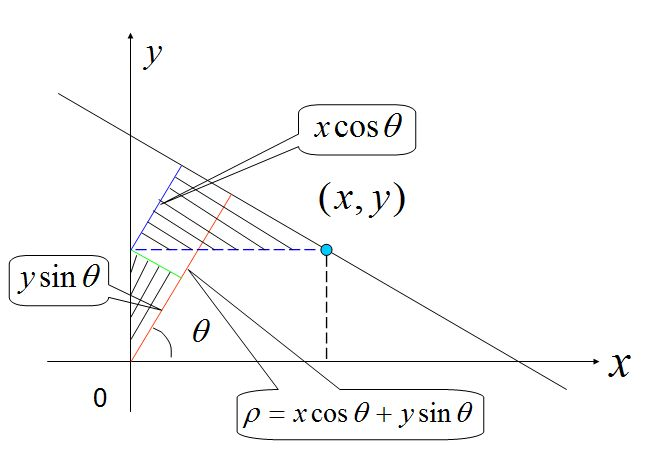 y
x cos θ
(x, y)
y sin θ
θ
x
0
ρ = x cos θ + y sin θ